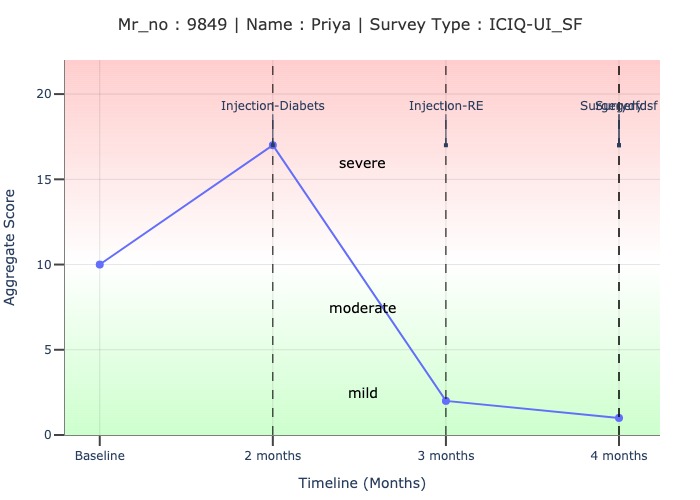 Mr_no : 9849 | Name : Priya | Survey Type : ICIQ-UI_SF
20
Injection-Diabets
Injection-RE
severe
15
10
moderate
5
mild
0
Baseline
2 months
3 months
4 months
Timeline (Months)
Aggregate Score